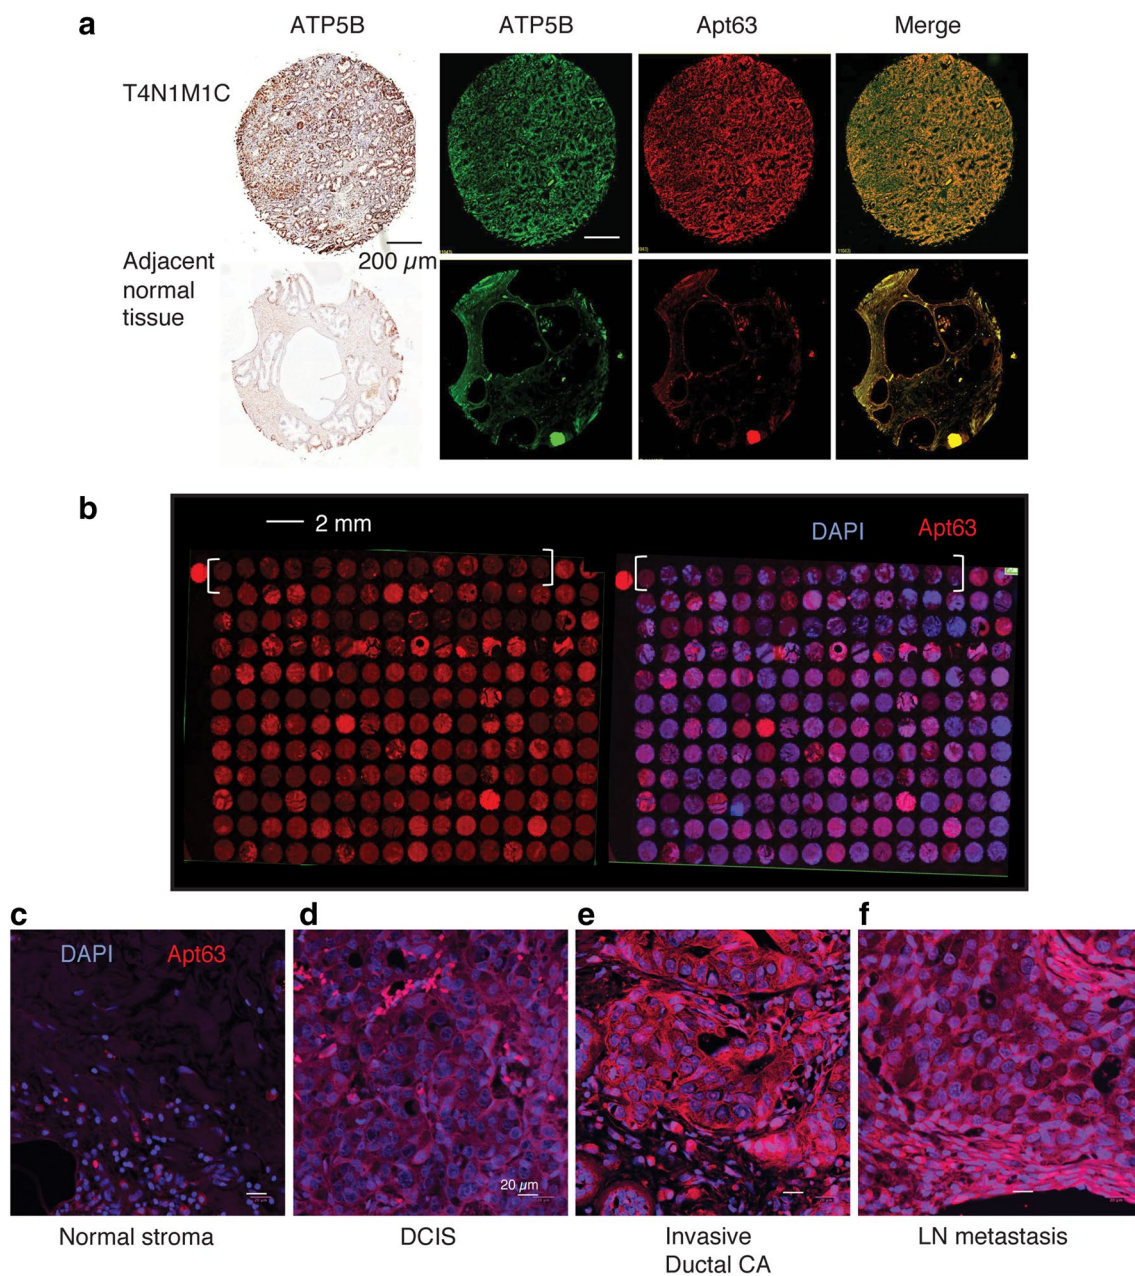 a
ATP5B
ATP5B
Apt63
Merge
T4N1M1C
200 µm
Adjacent
normal
tissue
b
2 mm
DAPI
Apt63
c
d
e
f
DAPI
Apt63
20 µm
Normal stroma
DCIS
Invasive
Ductal CA
LN metastasis